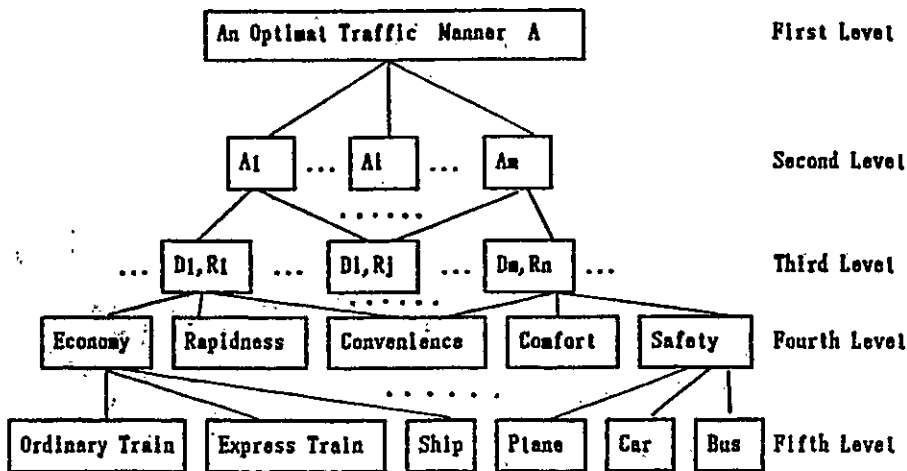 An Optimal Traffic Manner A First Level
A1 ... Ai ... Am Second Level
......
... D1,R1 ... Di,Rj ... Dm,Rn ... Third Level
......
Economy Rapidness Convenience Comfort Safety Fourth Level
......
Ordinary Train Express Train Ship Plane Car Bus Fifth Level